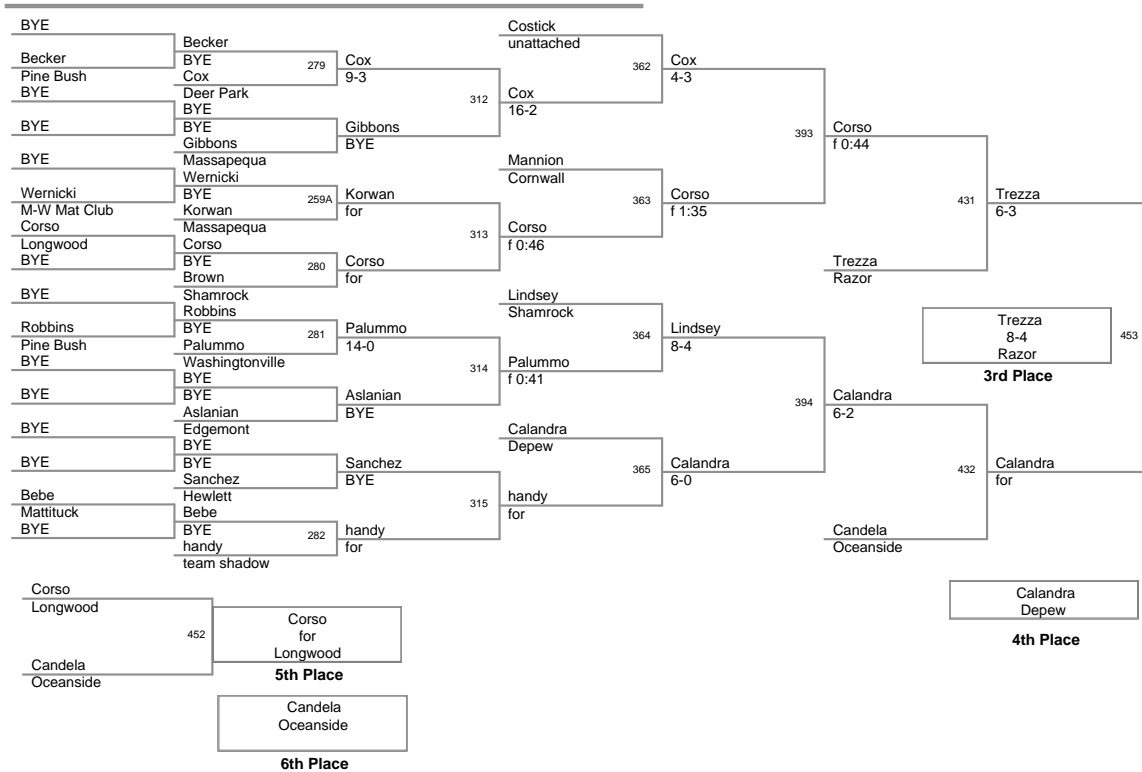 BYE
Becker
Pine Bush
BYE
BYE
BYE
Wernicki
M-W Mat Club
Corso
Longwood
BYE
BYE
Robbins
Pine Bush
BYE
BYE
BYE
BYE
Bebe
Mattituck
BYE
Becker
BYE
279
Cox
Deer Park
BYE
BYE
Gibbons
Massapequa
Wernicki
BYE
259A
Korwan
Massapequa
Corso
BYE
280
Brown
Shamrock
Robbins
BYE
281
Palummo
Washingtonville
BYE
BYE
Aslanian
Edgemont
BYE
BYE
Sanchez
Hewlett
Bebe
BYE
282
handy
team shadow
Cox
9-3
312
Gibbons
BYE
Korwan
for
313
Corso
for
Palummo
14-0
314
Aslanian
BYE
Sanchez
BYE
315
handy
for
Costick
unattached
362
Cox
16-2
Mannion
Cornwall
363
Corso
f 0:46
Lindsey
Shamrock
364
Palummo
f 0:41
Calandra
Depew
365
handy
for
Cox
4-3
393
Corso
f 1:35
Lindsey
8-4
394
Calandra
6-0
Corso
f 0:44
431
Trezza
Razor
Calandra
6-2
432
Candela
Oceanside
Trezza
6-3
Trezza
8-4
Razor
453
3rd Place
Calandra
for
Calandra
Depew
4th Place
Corso
Longwood
452
Candela
Oceanside
Corso
for
Longwood
5th Place
Candela
Oceanside
6th Place